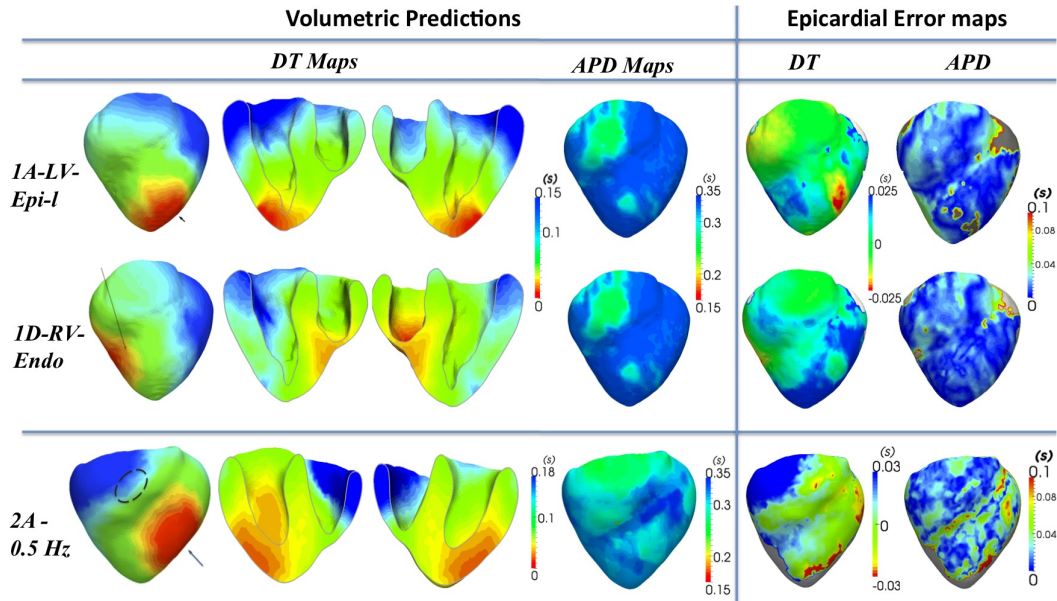 Volumetric Predictions
Epicardial Error maps
DT Maps
APD Maps
DT
APD
1A-LV-
Epi-l
(s)
0.15
0.1
0
(s)
0.35
0.3
0.2
0.15
(s)
0.025
0
-0.025
(s)
0.1
0.08
0.04
0
1D-RV-
Endo
2A -
0.5 Hz
(s)
0.18
0.1
0
(s)
0.35
0.3
0.2
0.15
(s)
0.03
0
-0.03
(s)
0.1
0.08
0.04
0